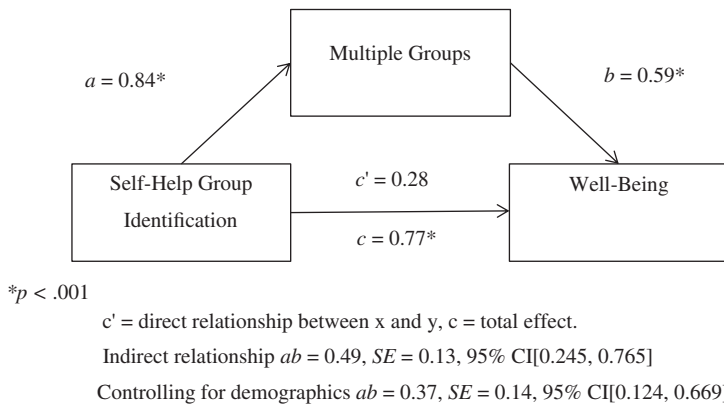 Multiple Groups
a = 0.84*
b = 0.59*
Self-Help Group
Identification
c' = 0.28
c = 0.77*
Well-Being
*p < .001
c' = direct relationship between x and y, c = total effect.
Indirect relationship ab = 0.49, SE = 0.13, 95% CI[0.245, 0.765]
Controlling for demographics ab = 0.37, SE = 0.14, 95% CI[0.124, 0.669]